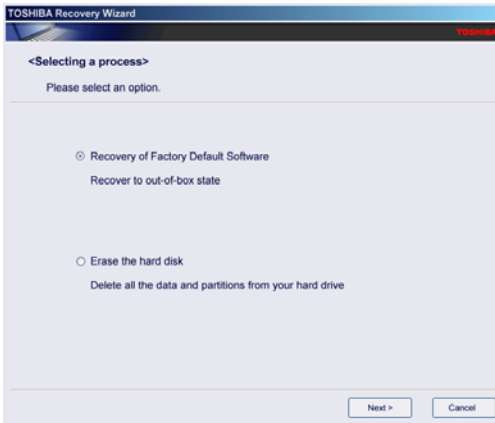 TOSHIBA Recovery Wizard
TOSHIBA
<Selecting a process>
Please select an option.
Recovery of Factory Default Software
Recover to out-of-box state
Erase the hard disk
Delete all the data and partitions from your hard drive
Next > Cancel